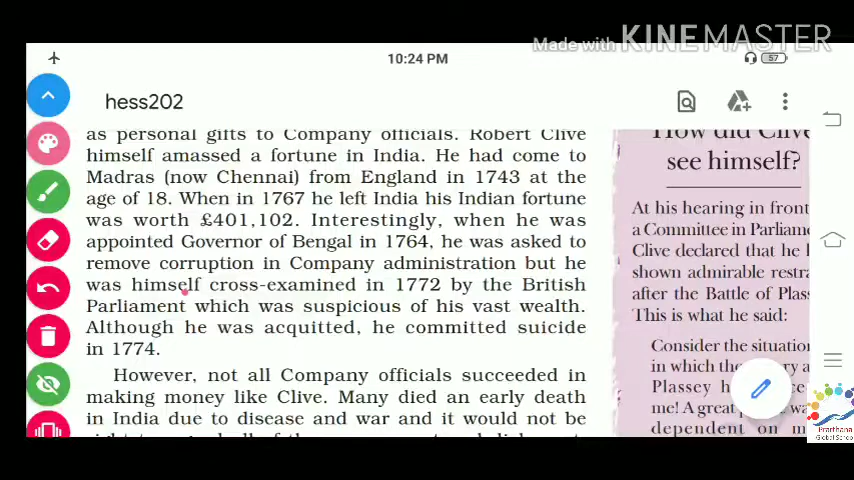 Made with KINEMASTER
10:24 PM
57
hess202
as personal gifts to Company officials. Robert Clive
himself amassed a fortune in India. He had come to
Madras (now Chennai) from England in 1743 at the
age of 18. When in 1767 he left India his Indian fortune
was worth £401,102. Interestingly, when he was
appointed Governor of Bengal in 1764, he was asked to
remove corruption in Company administration but he
was himself cross-examined in 1772 by the British
Parliament which was suspicious of his vast wealth.
Although he was acquitted, he committed suicide
in 1774.
However, not all Company officials succeeded in
making money like Clive. Many died an early death
in India due to disease and war and it would not be
How did Clive
see himself?
At his hearing in front
a Committee in Parliame
Clive declared that he h
shown admirable restra
after the Battle of Plass
This is what he said:
Consider the situation
in which the
Plassey
me! A great
dependent on m
Prarthana
Global School